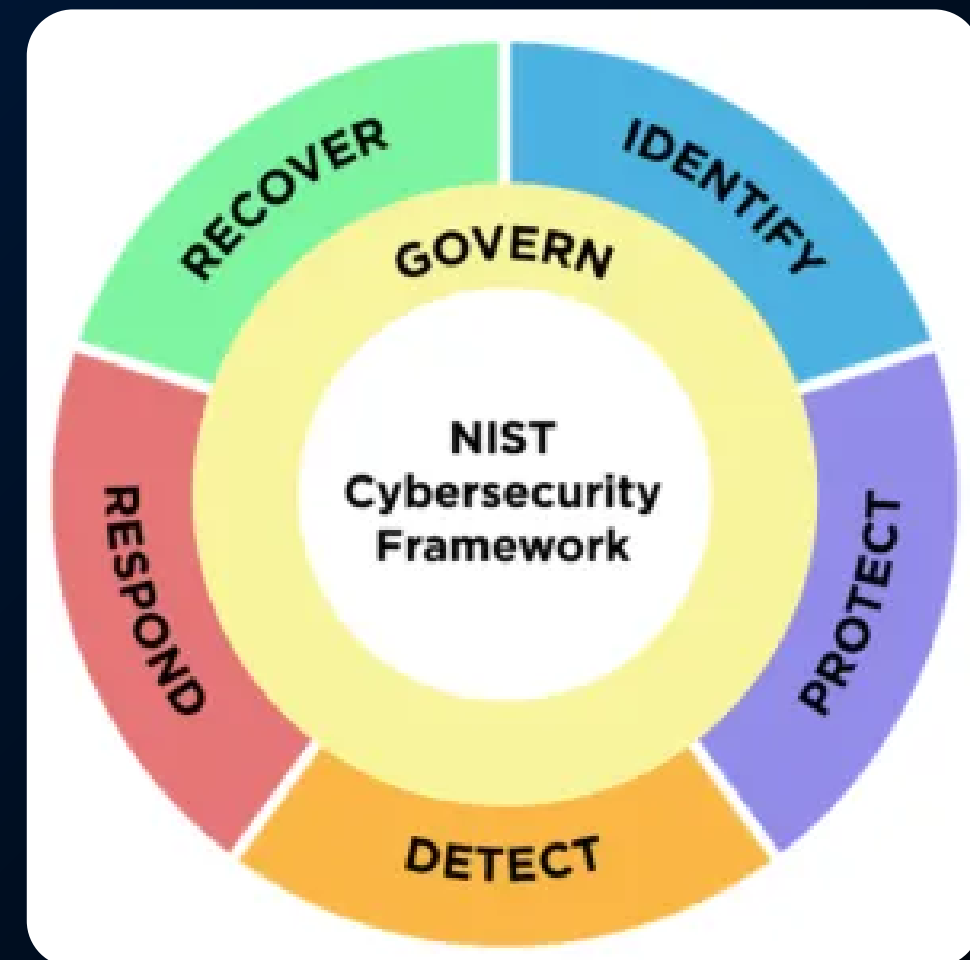 RECOVER
IDENTIFY
GOVERN
NIST
Cybersecurity
Framework
RESPOND
PROTECT
DETECT